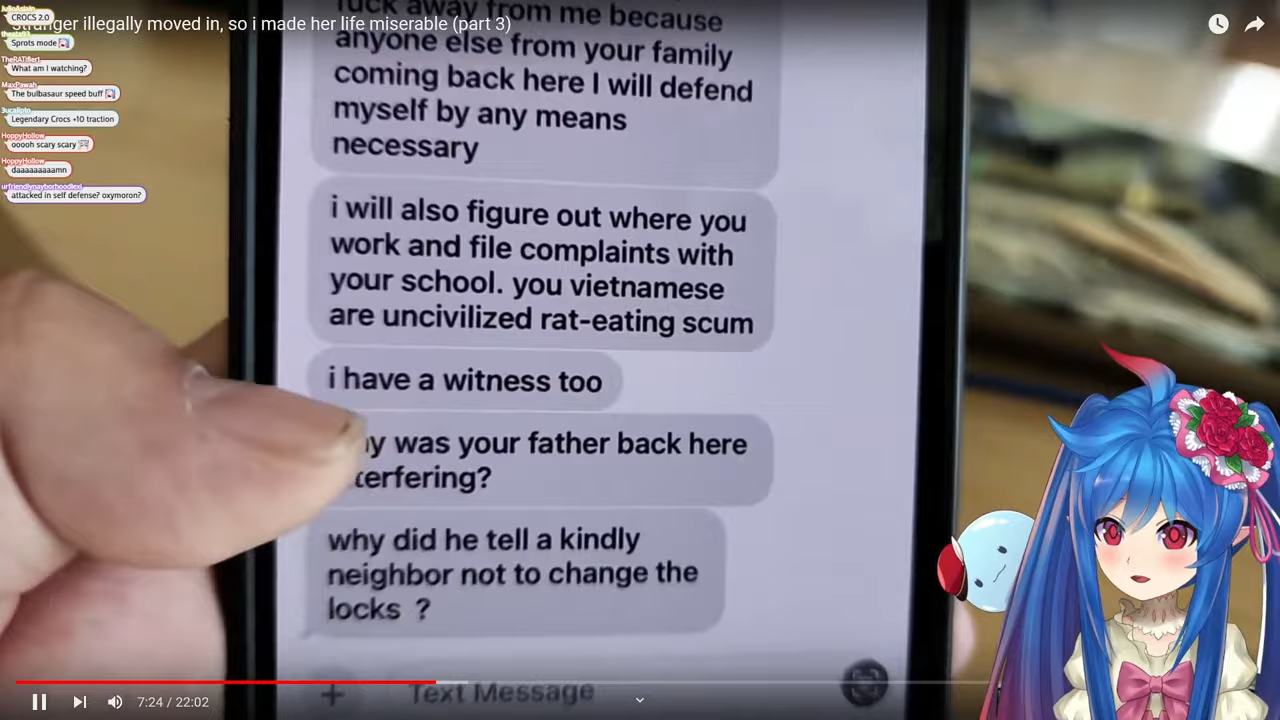 Stranger illegally moved in, so i made her life miserable (part 3)
CROCS 2.0
Sprots mode
What am I watching?
MaxPawah
The bulbasaur speed buff
3ucalipto
Legendary Crocs +10 traction
HoppyHollow
ooooh scary scary
HoppyHollow
daaaaaaaamn
attacked in self defense? oxymoron?
fuck away from me because
anyone else from your family
coming back here I will defend
myself by any means
necessary
i will also figure out where you
work and file complaints with
your school. you vietnamese
are uncivilized rat-eating scum
i have a witness too
was your father back here
why did he tell a kindly
neighbor not to change the
locks ?
+ Text Message
7:24 / 22:02